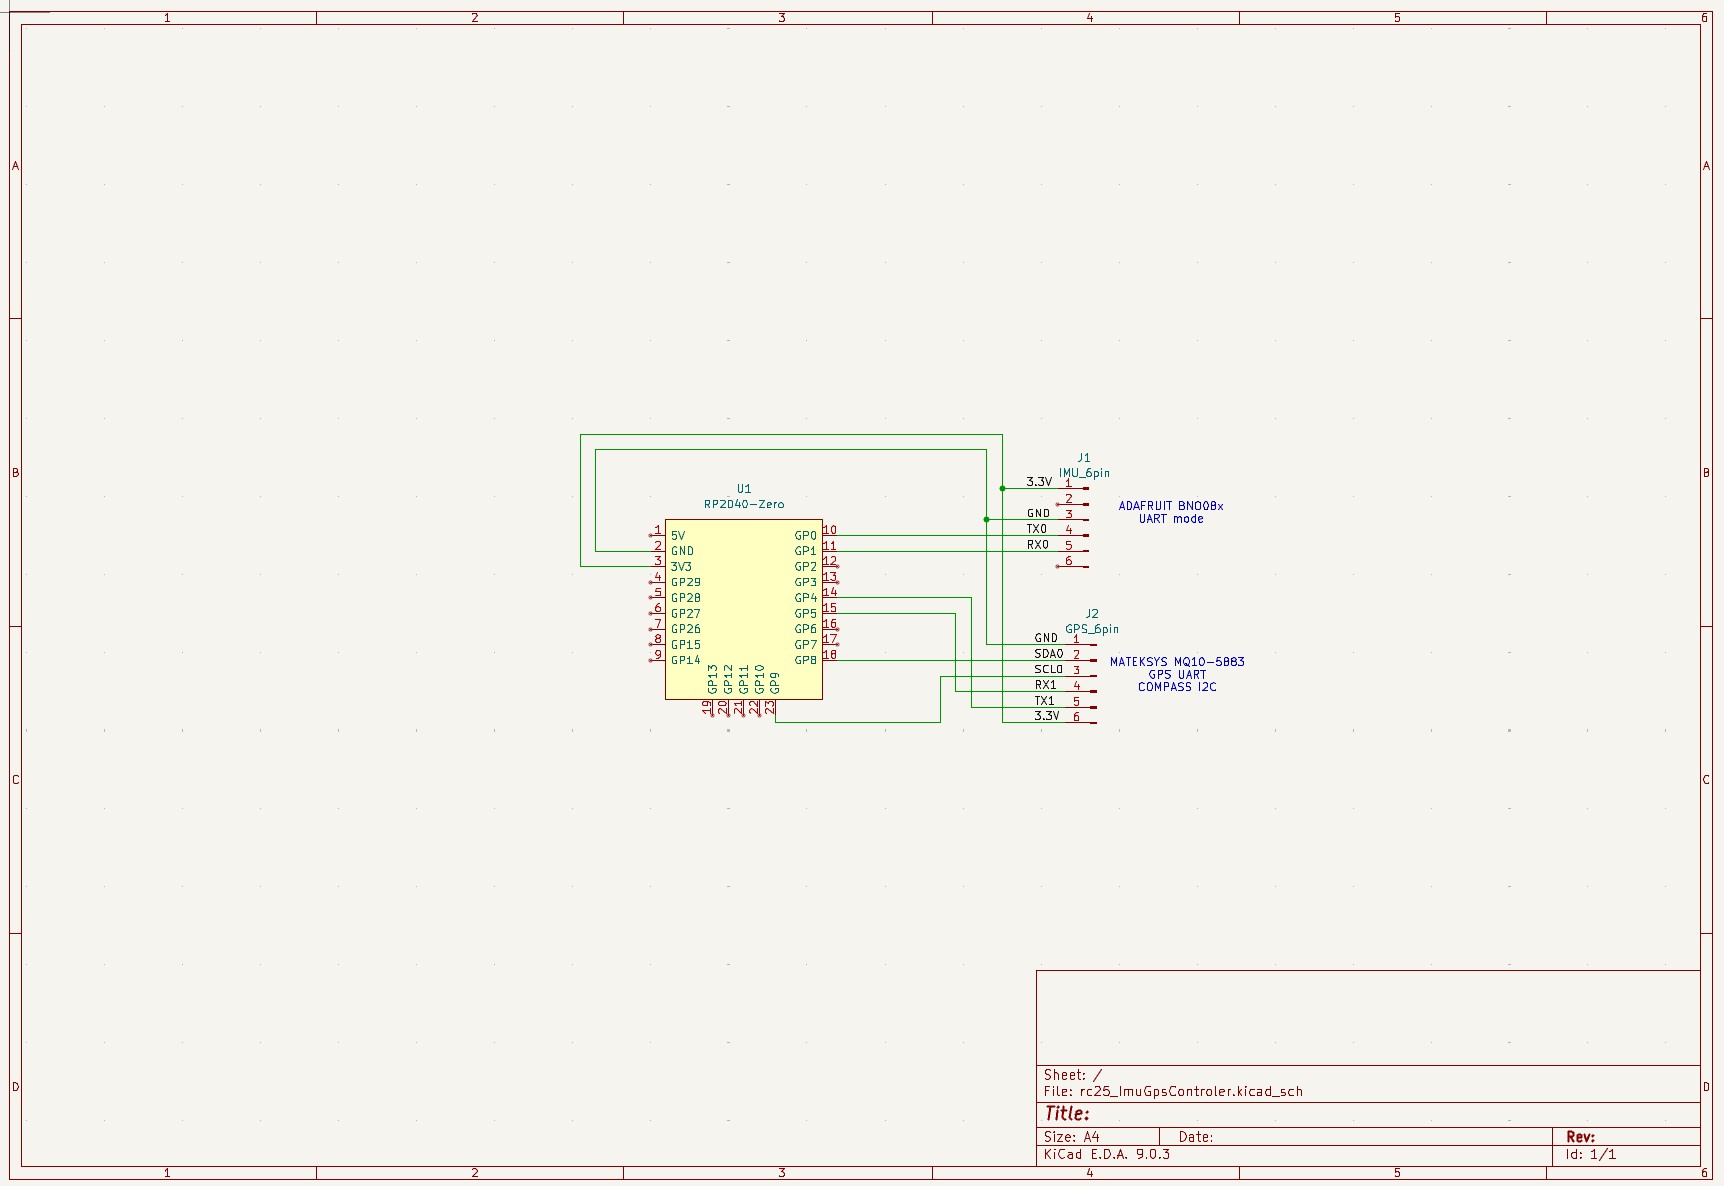 1 2 3 4 5 6
A A
J1
B IMU_6pin B
3.3V 1
U1 2
RP2040-Zero ADAFRUIT BNO08x
GND 3 UART mode
1 5V GP0 10 TX0 4
2 GND GP1 11 RX0 5
3 3V3 GP2 12 6
4 GP29 GP3 13
5 GP28 GP4 14
6 GP27 GP5 15 J2
7 GP26 GP6 16 GPS_6pin
8 GP15 GP7 17 GND 1
9 GP14 GP8 18 SDA0 2 MATEKSYS MQ10-5883
SCL0 3 GPS UART
GP13 GP12 GP11 GP10 GP9 RX1 4 COMPASS I2C
19 20 21 22 23 TX1 5
3.3V 6
C C
Sheet: /
File: rc25_ImuGpsControler.kicad_sch
D D
Title:
Size: A4 Date: Rev:
KiCad E.D.A. 9.0.3 Id: 1/1
1 2 3 4 5 6